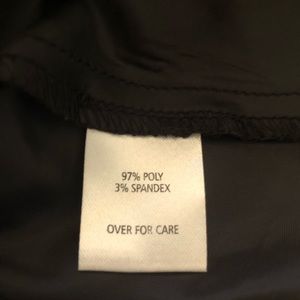 97% POLY
3% SPANDEX
OVER FOR CARE